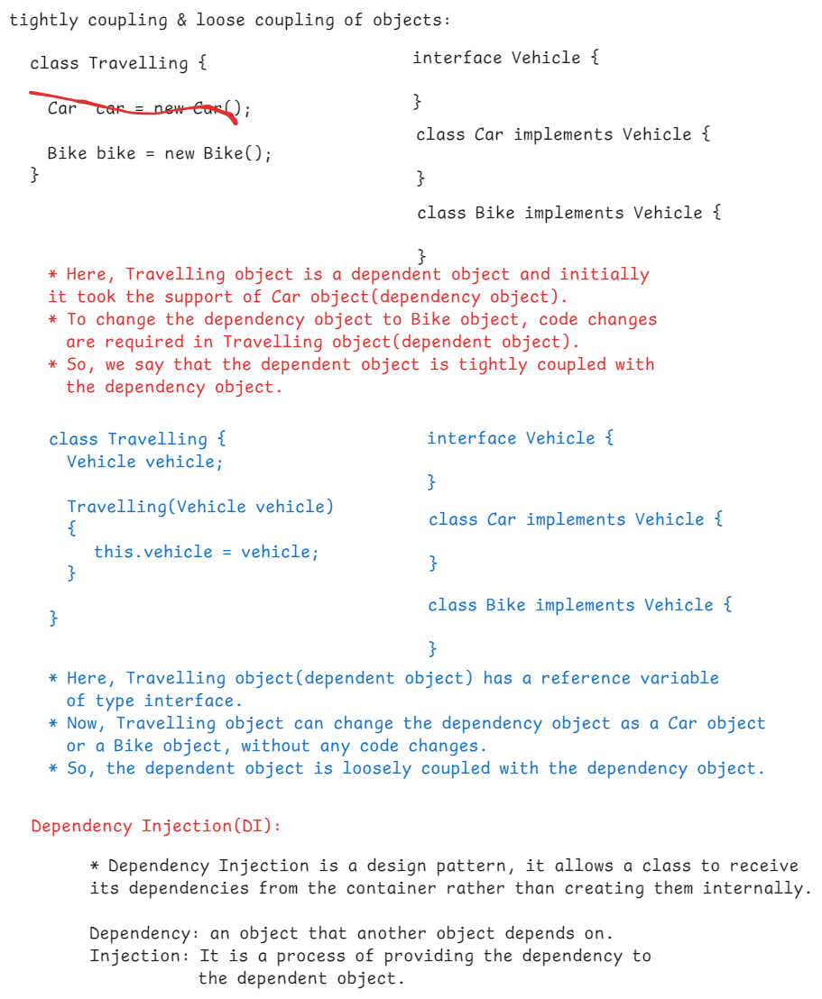 tightly coupling & loose coupling of objects:
class Travelling {
Car car = new Car();
Bike bike = new Bike();
}
interface Vehicle {
}
class Car implements Vehicle {
}
class Bike implements Vehicle {
}
* Here, Travelling object is a dependent object and initially
it took the support of Car object(dependency object).
* To change the dependency object to Bike object, code changes
are required in Travelling object(dependent object).
* So, we say that the dependent object is tightly coupled with
the dependency object.
class Travelling {
Vehicle vehicle;
Travelling(Vehicle vehicle)
{
this.vehicle = vehicle;
}
}
interface Vehicle {
}
class Car implements Vehicle {
}
class Bike implements Vehicle {
}
* Here, Travelling object(dependent object) has a reference variable
of type interface.
* Now, Travelling object can change the dependency object as a Car object
or a Bike object, without any code changes.
* So, the dependent object is loosely coupled with the dependency object.
Dependency Injection(DI):
* Dependency Injection is a design pattern, it allows a class to receive
its dependencies from the container rather than creating them internally.
Dependency: an object that another object depends on.
Injection: It is a process of providing the dependency to
the dependent object.